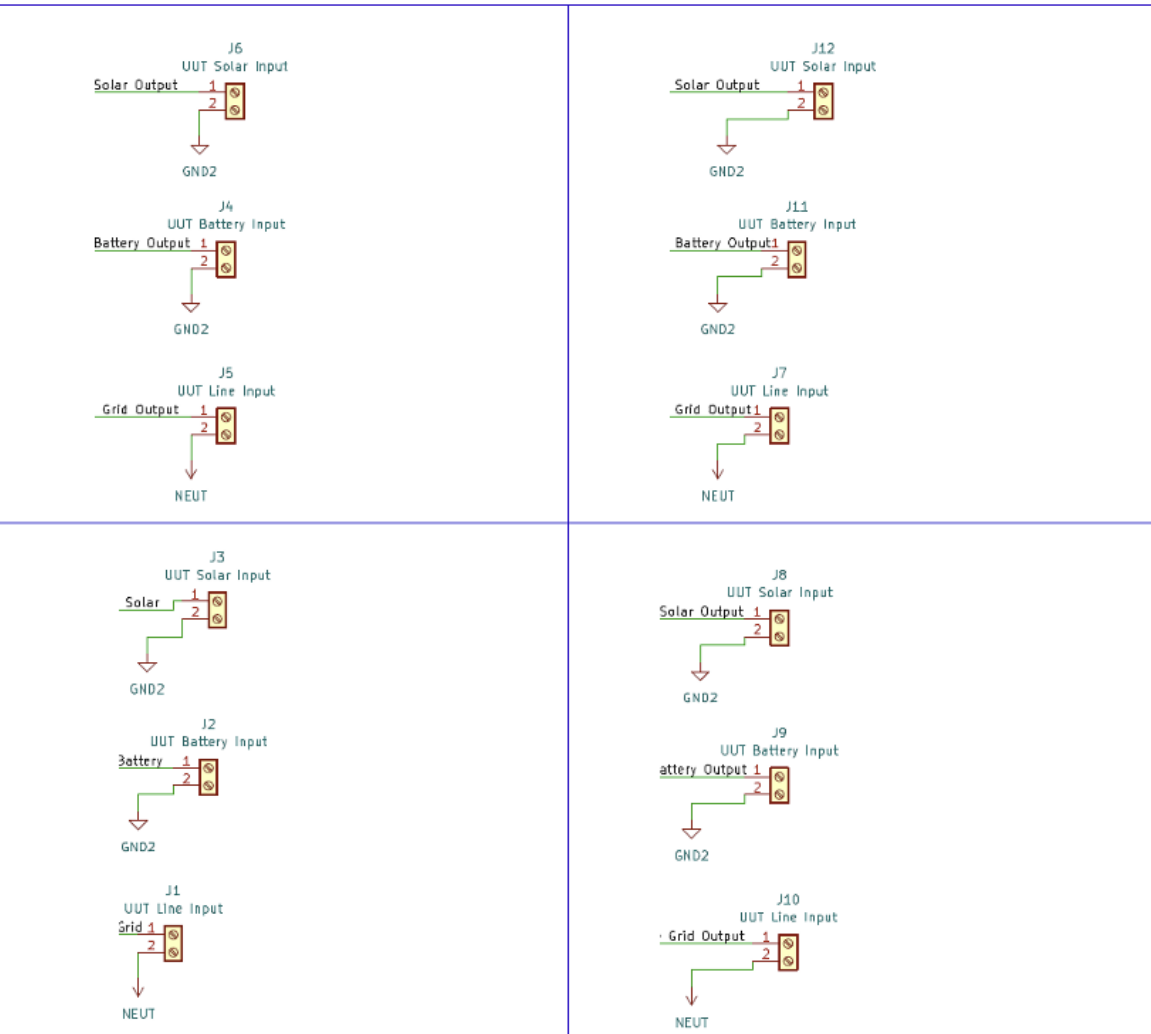 J6
UUT Solar Input
Solar Output 1
2
GND2
J4
UUT Battery Input
Battery Output 1
2
GND2
J5
UUT Line Input
Grid Output 1
2
NEUT
J12
UUT Solar Input
Solar Output 1
2
GND2
J11
UUT Battery Input
Battery Output 1
2
GND2
J7
UUT Line Input
Grid Output 1
2
NEUT
J3
UUT Solar Input
Solar 1
2
GND2
J2
UUT Battery Input
Battery 1
2
GND2
J1
UUT Line Input
Grid 1
2
NEUT
J8
UUT Solar Input
Solar Output 1
2
GND2
J9
UUT Battery Input
attery Output 1
2
GND2
J10
UUT Line Input
Grid Output 1
2
NEUT